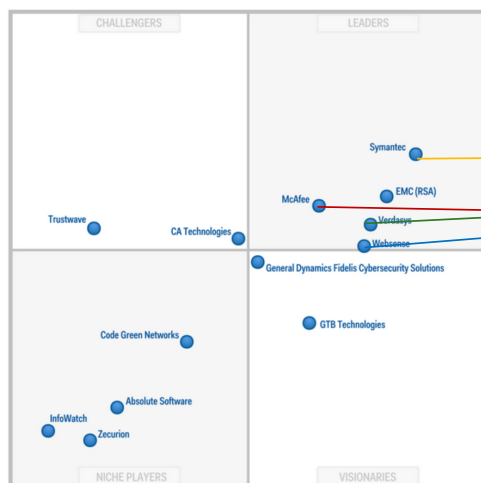 CHALLENGERS
LEADERS
Symantec
EMC (RSA)
McAfee
Verdasys
Trustwave
CA Technologies
Websense
General Dynamics Fidelis Cybersecurity Solutions
GTB Technologies
Code Green Networks
Absolute Software
InfoWatch
Zecurion
NICHE PLAYERS
VISIONARIES